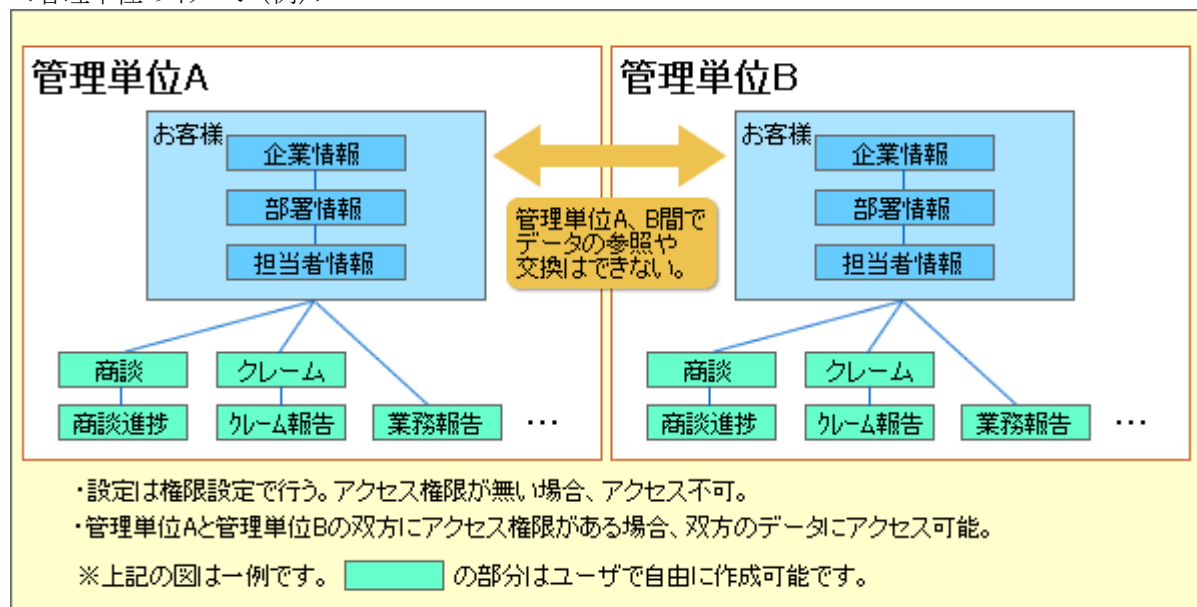 管理単位A
お客様
企業情報
部署情報
担当者情報
商談
クレーム
商談進捗
クレーム報告
業務報告
…
管理単位A、B間で
データの参照や
交換はできない。
管理単位B
お客様
企業情報
部署情報
担当者情報
商談
クレーム
商談進捗
クレーム報告
業務報告
…
・設定は権限設定で行う。アクセス権限が無い場合、アクセス不可。
・管理単位Aと管理単位Bの双方にアクセス権限がある場合、双方のデータにアクセス可能。
※上記の図は一例です。 の部分はユーザで自由に作成可能です。